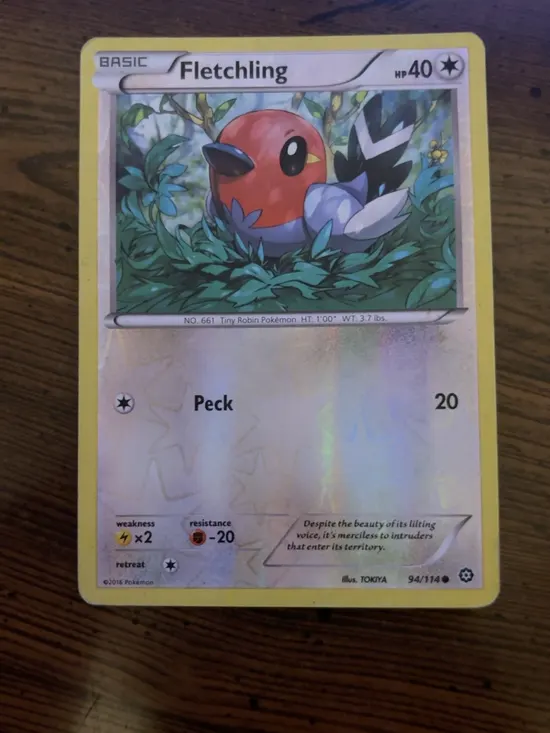 BASIC
Fletchling
HP 40
NO. 661 Tiny Robin Pokémon HT: 1'00" WT: 3.7 lbs.
Peck 20
weakness resistance
×2 -20
Despite the beauty of its lilting
voice, it's merciless to intruders
that enter its territory.
retreat
©2016 Pokémon
Illus. TOKIYA 94/114